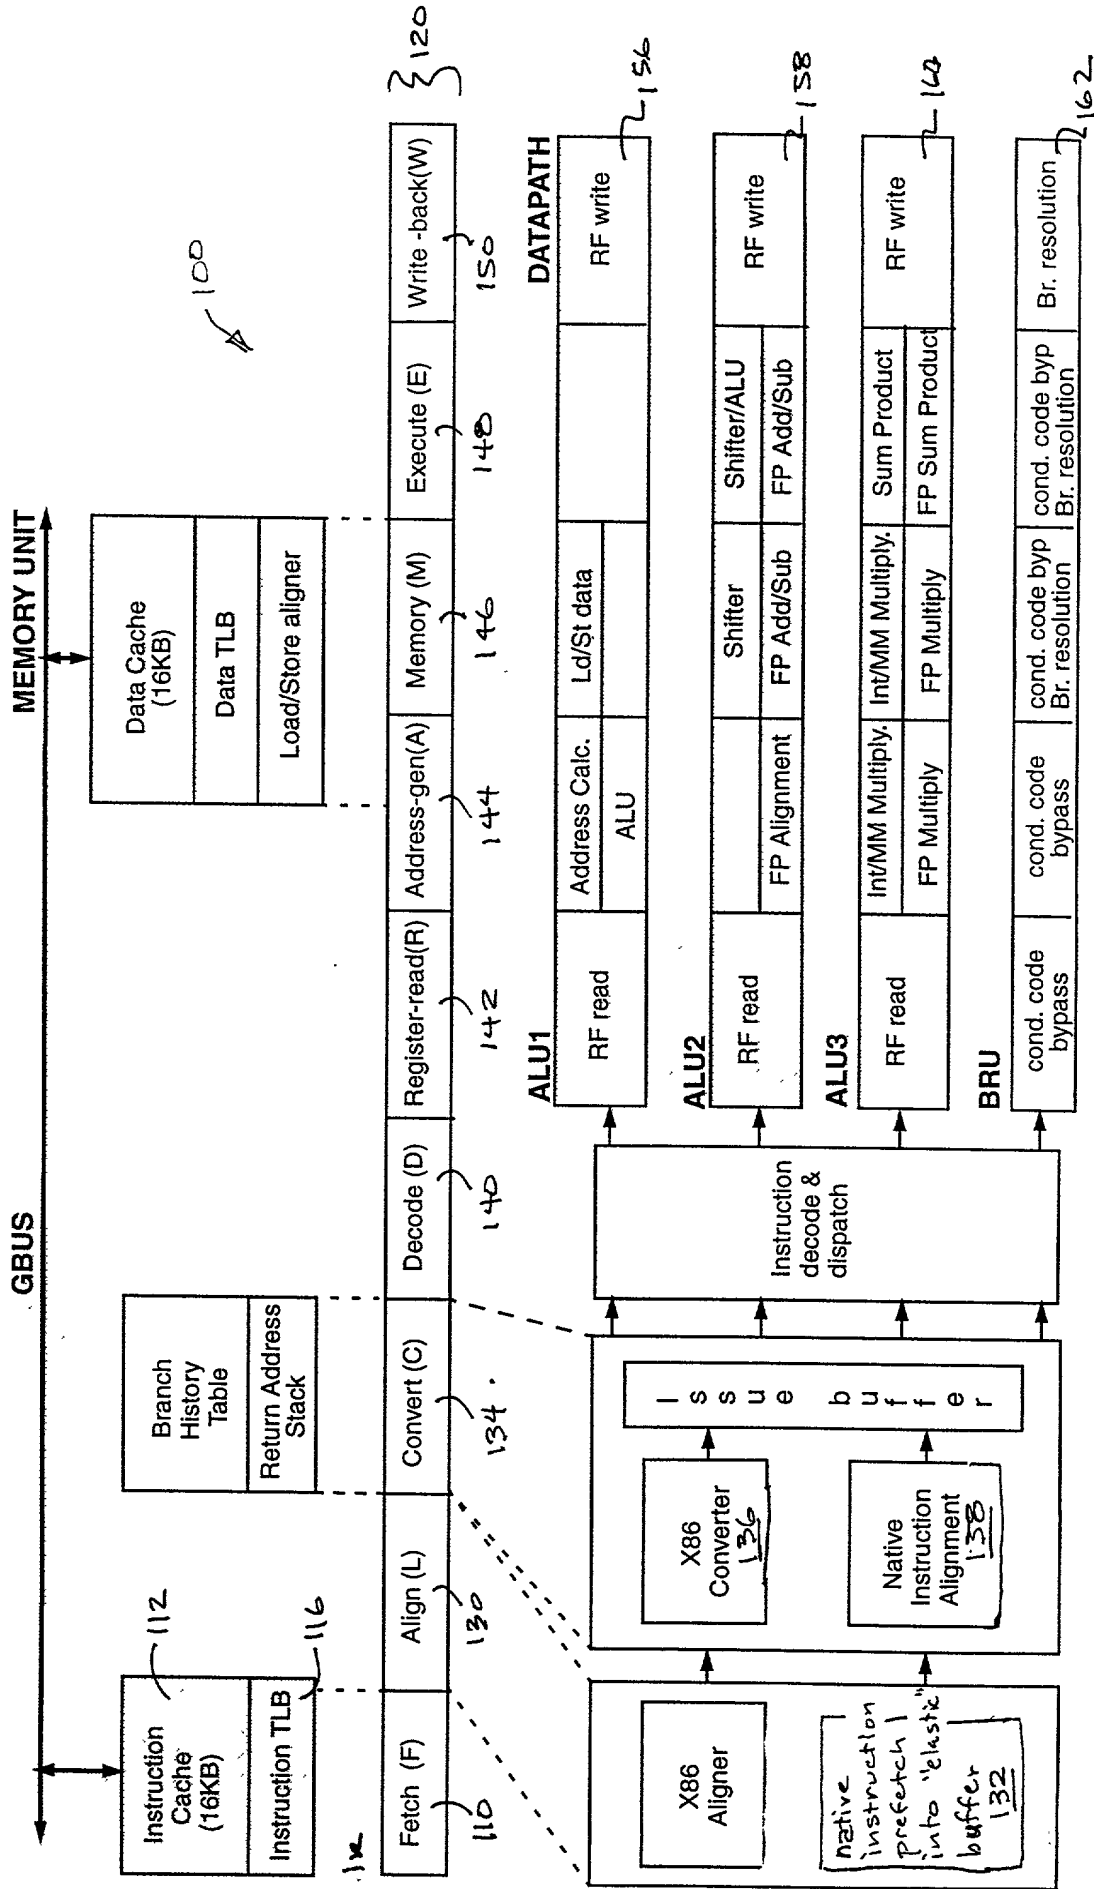 GBUS
MEMORY UNIT
Instruction
Cache
(16KB)
112
Instruction TLB
116
Branch
History
Table
Return Address
Stack
Data Cache
(16KB)
Data TLB
Load/Store aligner
100
Fetch (F)
Align (L)
Convert (C)
Decode (D)
Register-read(R)
Address-gen(A)
Memory (M)
Execute (E)
Write -back(W)
120
110
130
134
140
142
144
146
148
150
X86
Aligner
native
instruction
prefetch
into "elastic"
buffer
132
X86
Converter
136
Native
Instruction
Alignment
138
Issue buffer
Instruction
decode &
dispatch
DATAPATH
ALU1
RF read
Address Calc.
ALU
Ld/St data
RF write
156
ALU2
RF read
FP Alignment
Shifter
FP Add/Sub
Shifter/ALU
FP Add/Sub
RF write
158
ALU3
RF read
Int/MM Multiply.
FP Multiply
Int/MM Multiply.
FP Multiply
Sum Product
FP Sum Product
RF write
BRU
cond. code
bypass
cond. code
bypass
cond. code byp
Br. resolution
cond. code byp
Br. resolution
Br. resolution
162